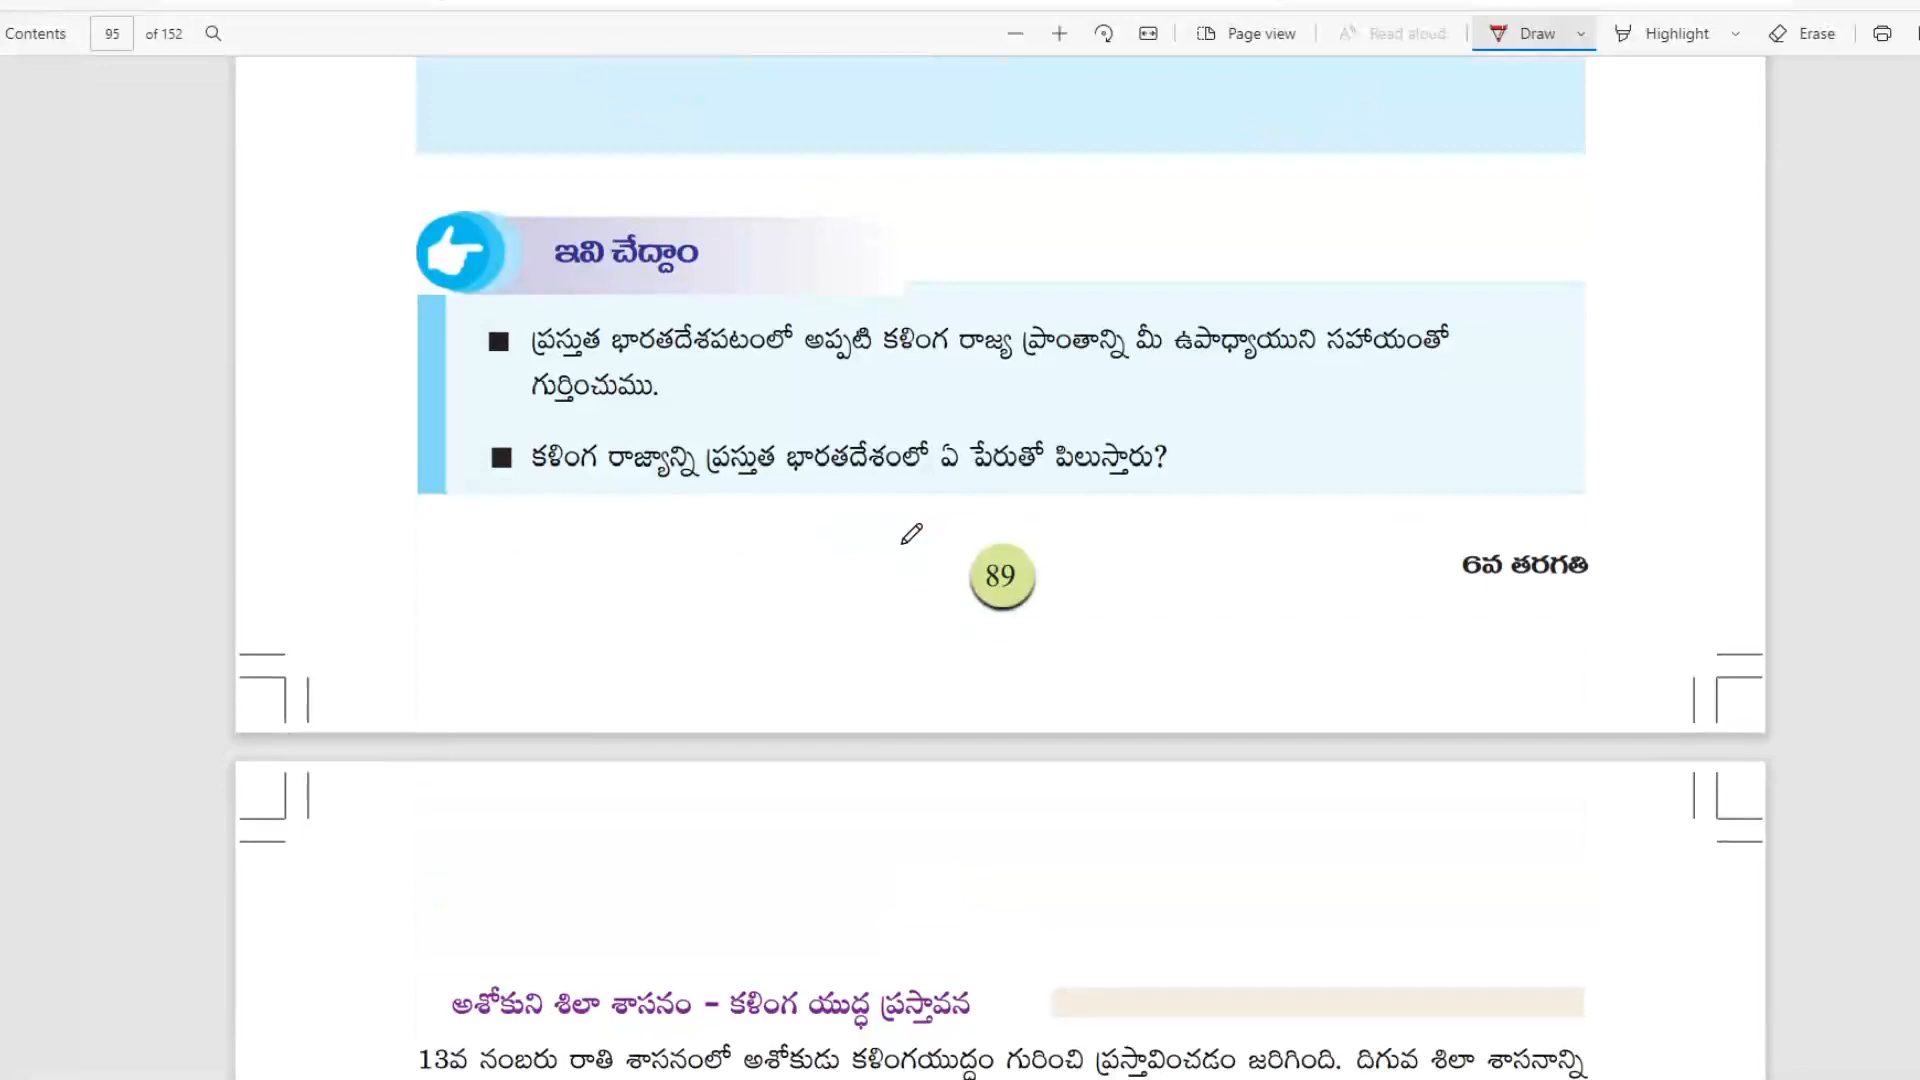 Contents 95 of 152 Page view Read aloud Draw Highlight Erase
ఇవి చేద్దాం
■ ప్రస్తుత భారతదేశపటంలో అప్పటి కళింగ రాజ్య ప్రాంతాన్ని మీ ఉపాధ్యాయుని సహాయంతో
గుర్తించుము.
■ కళింగ రాజ్యాన్ని ప్రస్తుత భారతదేశంలో ఏ పేరుతో పిలుస్తారు?
89
6వ తరగతి
అశోకుని శిలా శాసనం - కళింగ యుద్ధ ప్రస్తావన
13వ నంబరు రాతి శాసనంలో అశోకుడు కళింగయుద్ధం గురించి ప్రస్తావించడం జరిగింది. దిగువ శిలా శాసనాన్ని